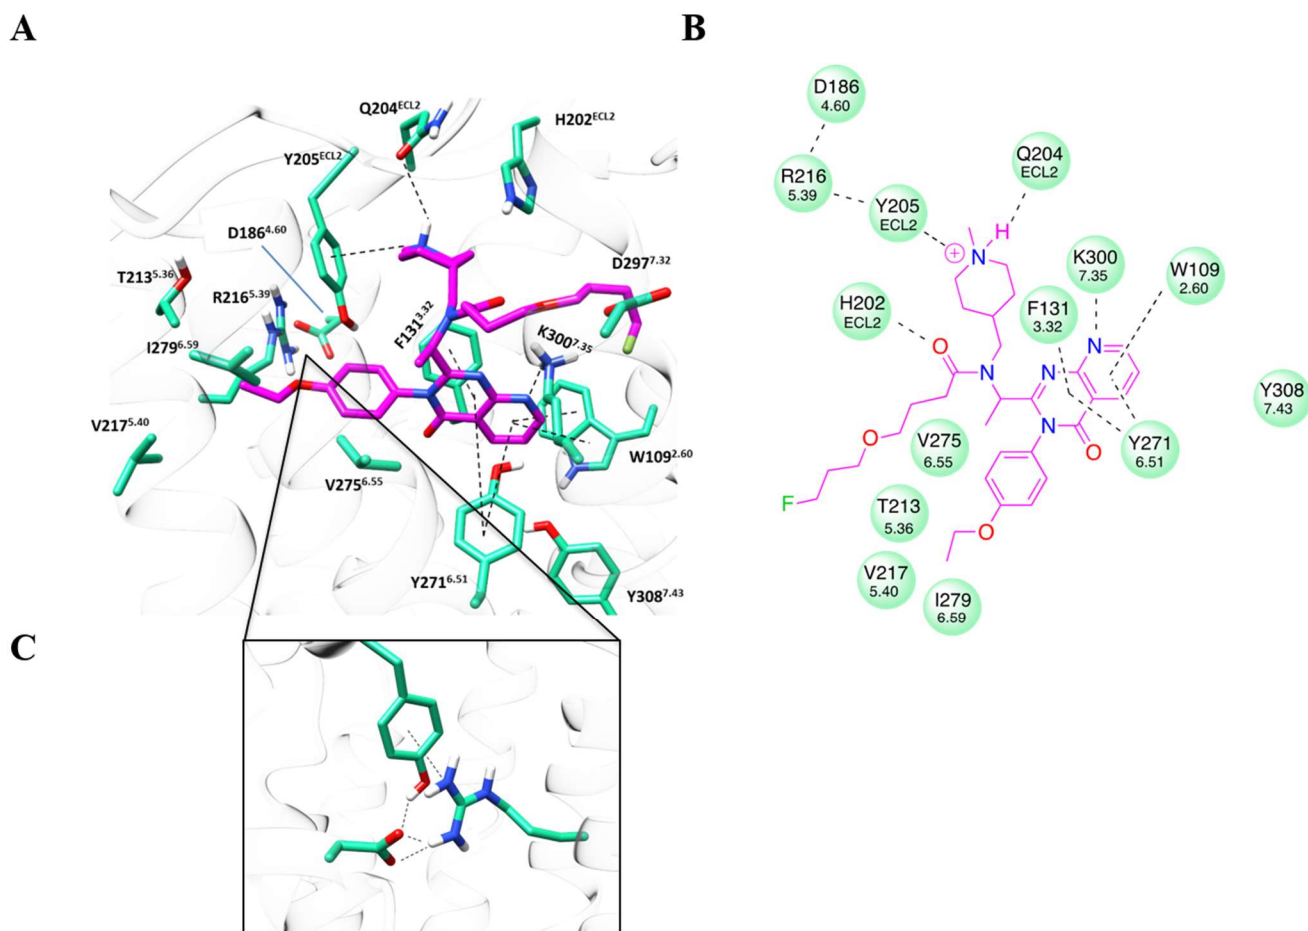 A
Q204ECL2
H202ECL2
Y205ECL2
D1864.60
T2135.36
R2165.39
D2977.32
F1313.32
K3007.35
I2796.59
V2175.40
V2756.55
W1092.60
Y2716.51
Y3087.43
B
D186
4.60
Q204
ECL2
R216
5.39
Y205
ECL2
H
N
+
K300
7.35
W109
2.60
H202
ECL2
F131
3.32
O
N
N
N
N
O
Y308
7.43
V275
6.55
Y271
6.51
O
F
T213
5.36
O
V217
5.40
I279
6.59
C